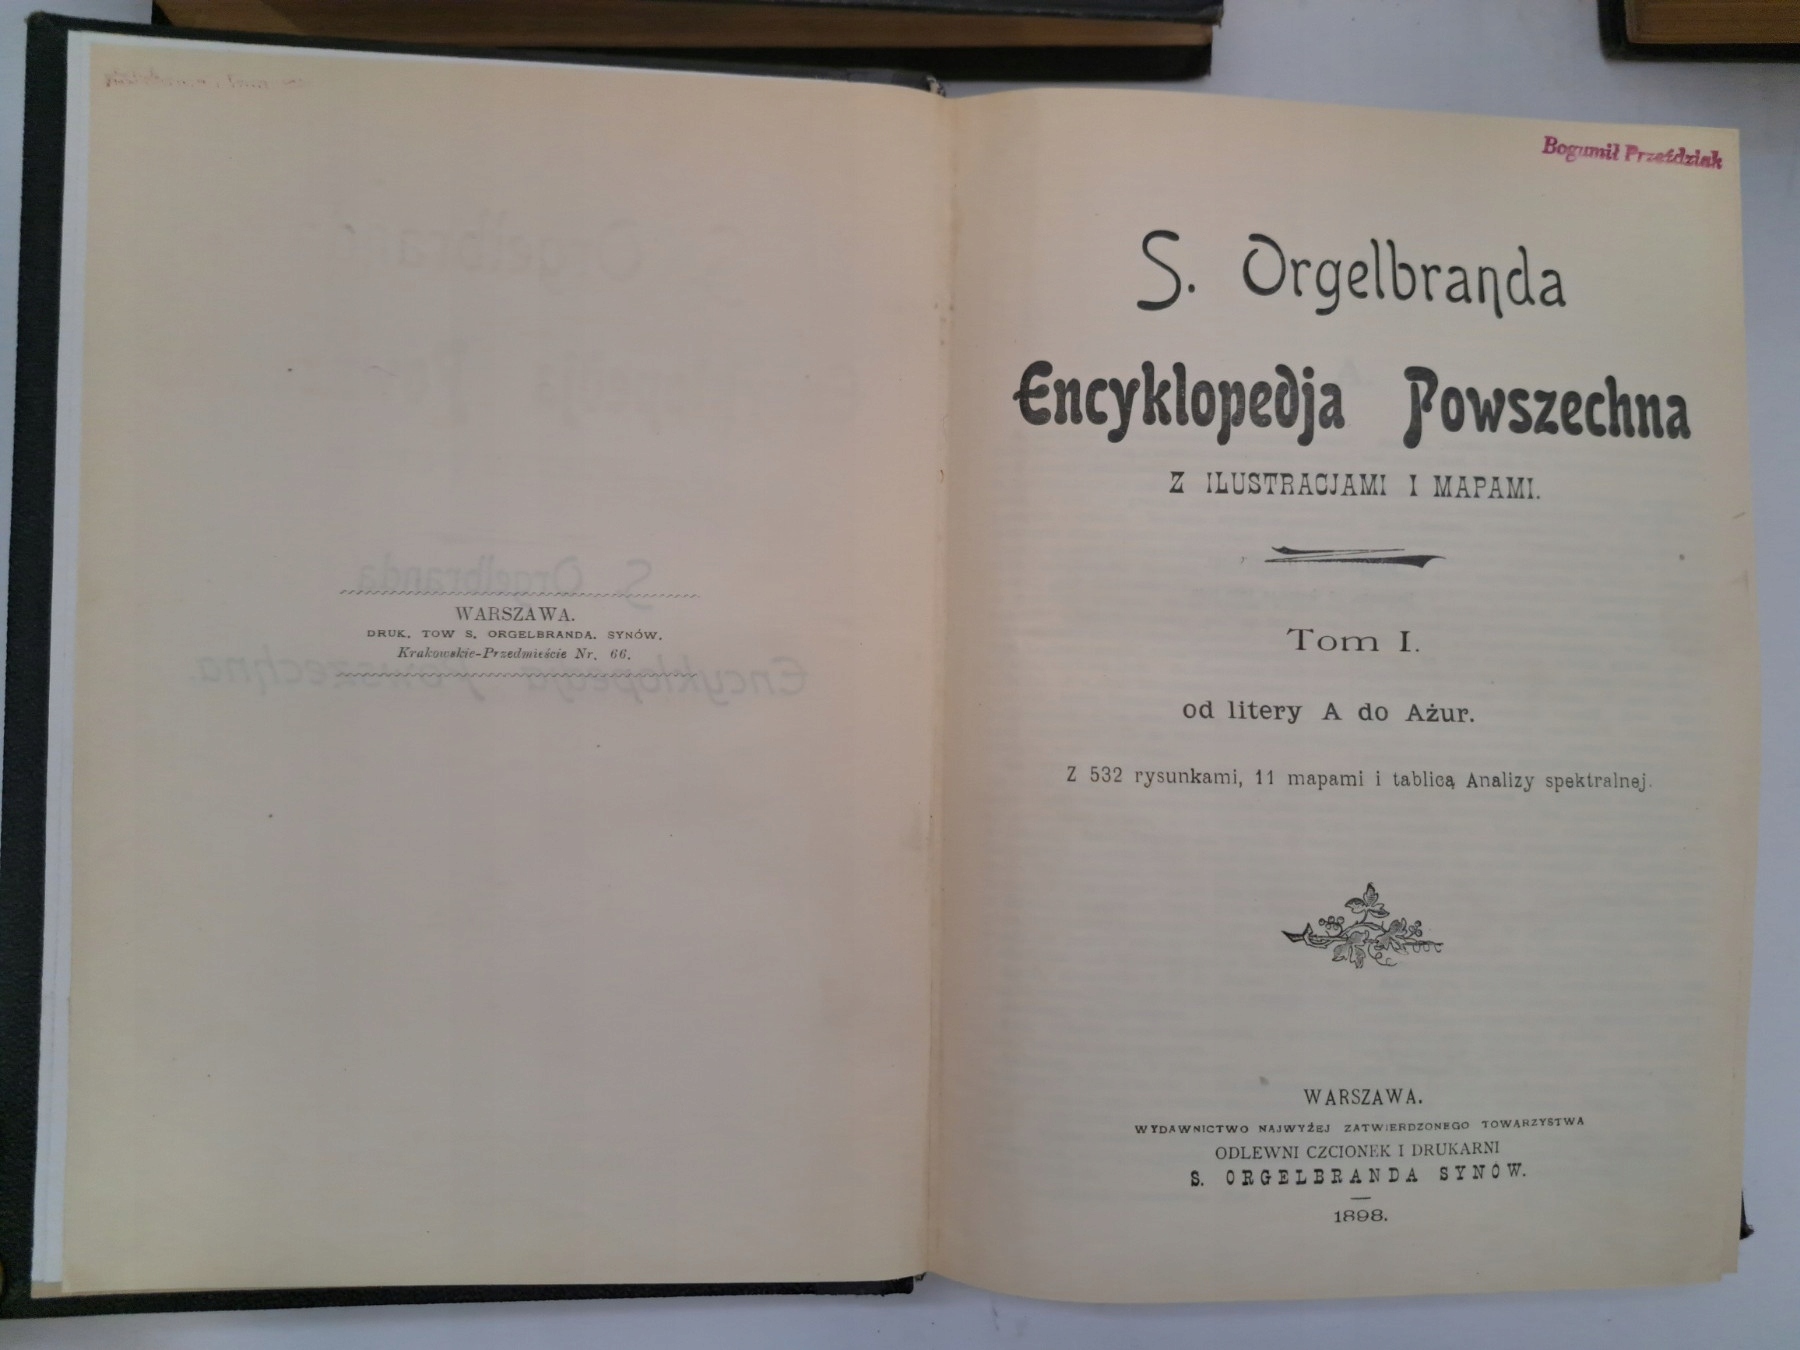 WARSZAWA.
DRUK. TOW S. ORGELBRANDA. SYNÓW.
Krakowskie-Przedmieście Nr. 66.
Bogumił Przeździak
S. Orgelbranda
Encyklopedja Powszechna
Z ILUSTRACJAMI I MAPAMI.
Tom I.
od litery A do Ażur.
Z 532 rysunkami, 11 mapami i tablicą Analizy spektralnej.
WARSZAWA.
WYDAWNICTWO NAJWYŻEJ ZATWIERDZONEGO TOWARZYSTWA
ODLEWNI CZCIONEK I DRUKARNI
S. ORGELBRANDA SYNÓW.
1898.